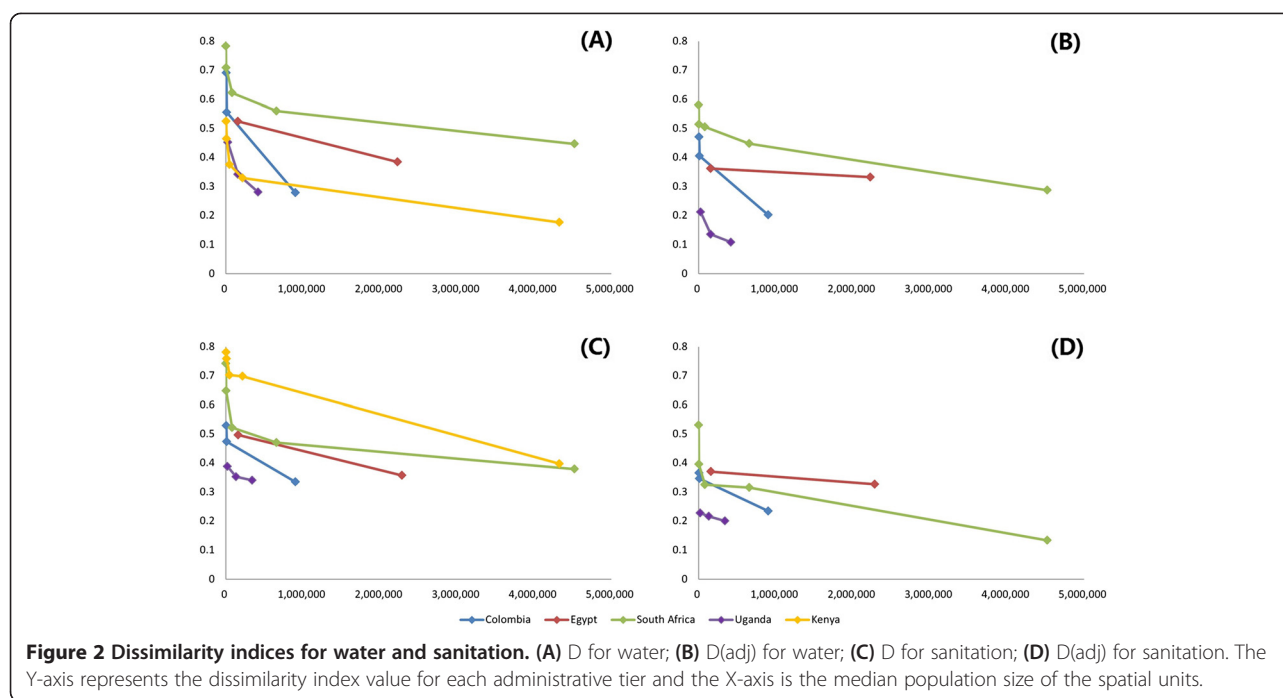 (A) (B)
0.8 0.8
0.7 0.7
0.6 0.6
0.5 0.5
0.4 0.4
0.3 0.3
0.2 0.2
0.1 0.1
0 0
0 1,000,000 2,000,000 3,000,000 4,000,000 5,000,000 0 1,000,000 2,000,000 3,000,000 4,000,000 5,000,000
(C) (D)
0.8 0.8
0.7 0.7
0.6 0.6
0.5 0.5
0.4 0.4
0.3 0.3
0.2 0.2
0.1 0.1
0 0
0 1,000,000 2,000,000 3,000,000 4,000,000 5,000,000 0 1,000,000 2,000,000 3,000,000 4,000,000 5,000,000
Colombia Egypt South Africa Uganda Kenya
Figure 2 Dissimilarity indices for water and sanitation. (A) D for water; (B) D(adj) for water; (C) D for sanitation; (D) D(adj) for sanitation. The
Y-axis represents the dissimilarity index value for each administrative tier and the X-axis is the median population size of the spatial units.